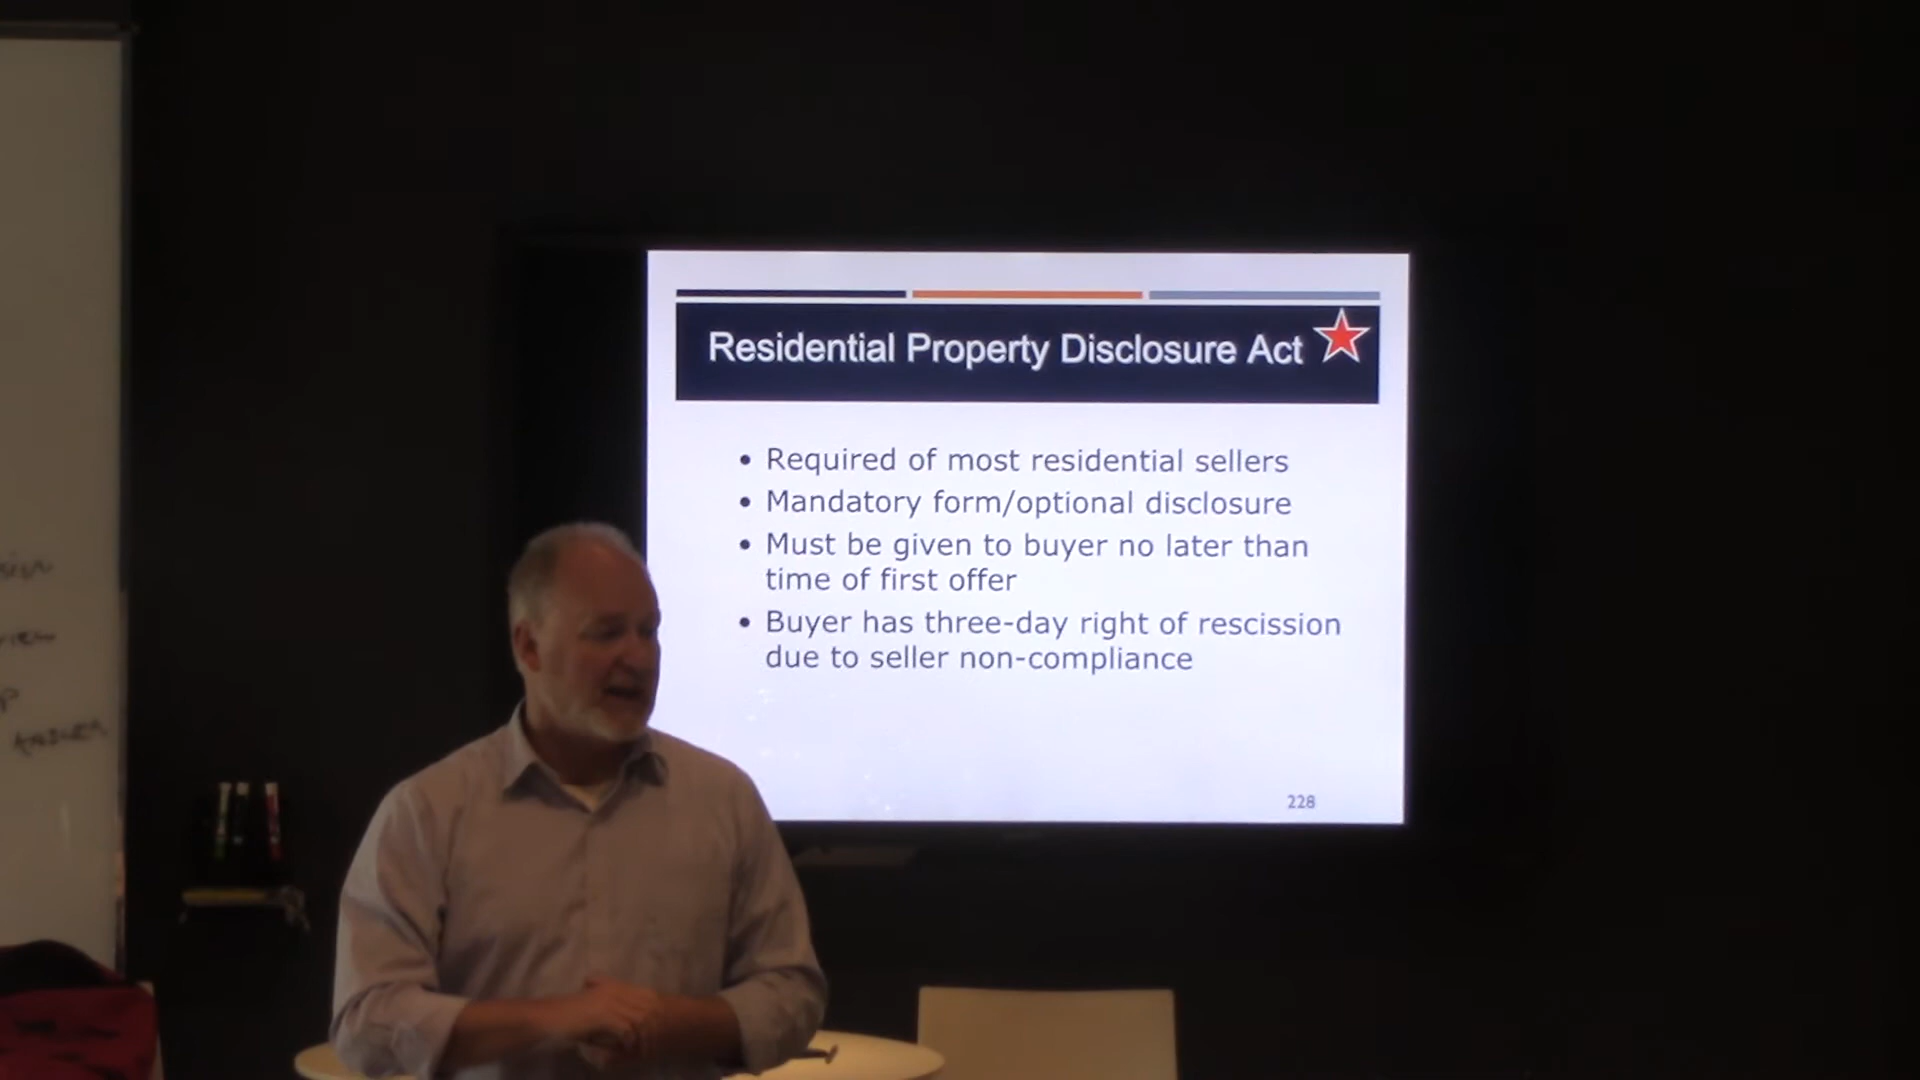 Residential Property Disclosure Act
• Required of most residential sellers
• Mandatory form/optional disclosure
• Must be given to buyer no later than
time of first offer
• Buyer has three-day right of rescission
due to seller non-compliance
228
ANSWER